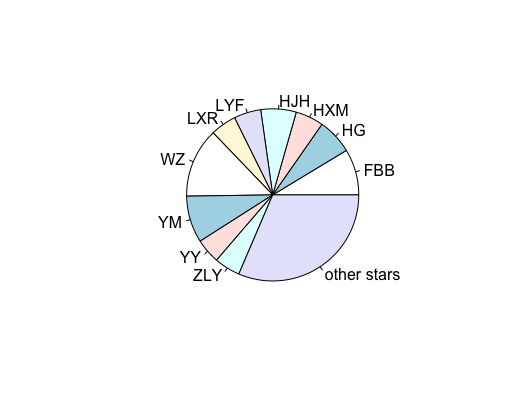 HJH
HXM
LYF
LXR
HG
WZ
FBB
YM
YY
ZLY
other stars